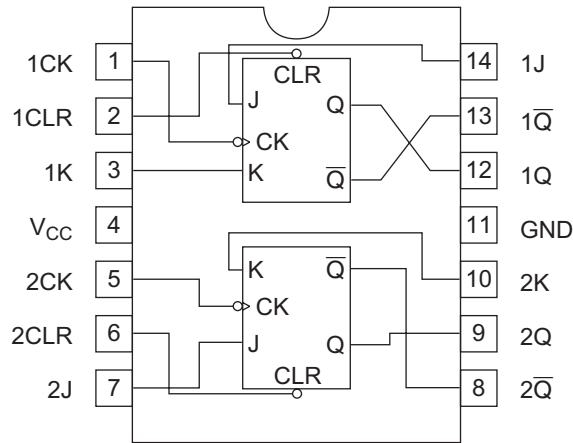 1CK 1 CLR 14 1J
J Q
1CLR 2 13 1Q̅
CK
1K 3 K Q̅ 12 1Q
VCC 4 11 GND
K Q̅
2CK 5 10 2K
CK
2CLR 6 J Q 9 2Q
CLR
2J 7 8 2Q̅